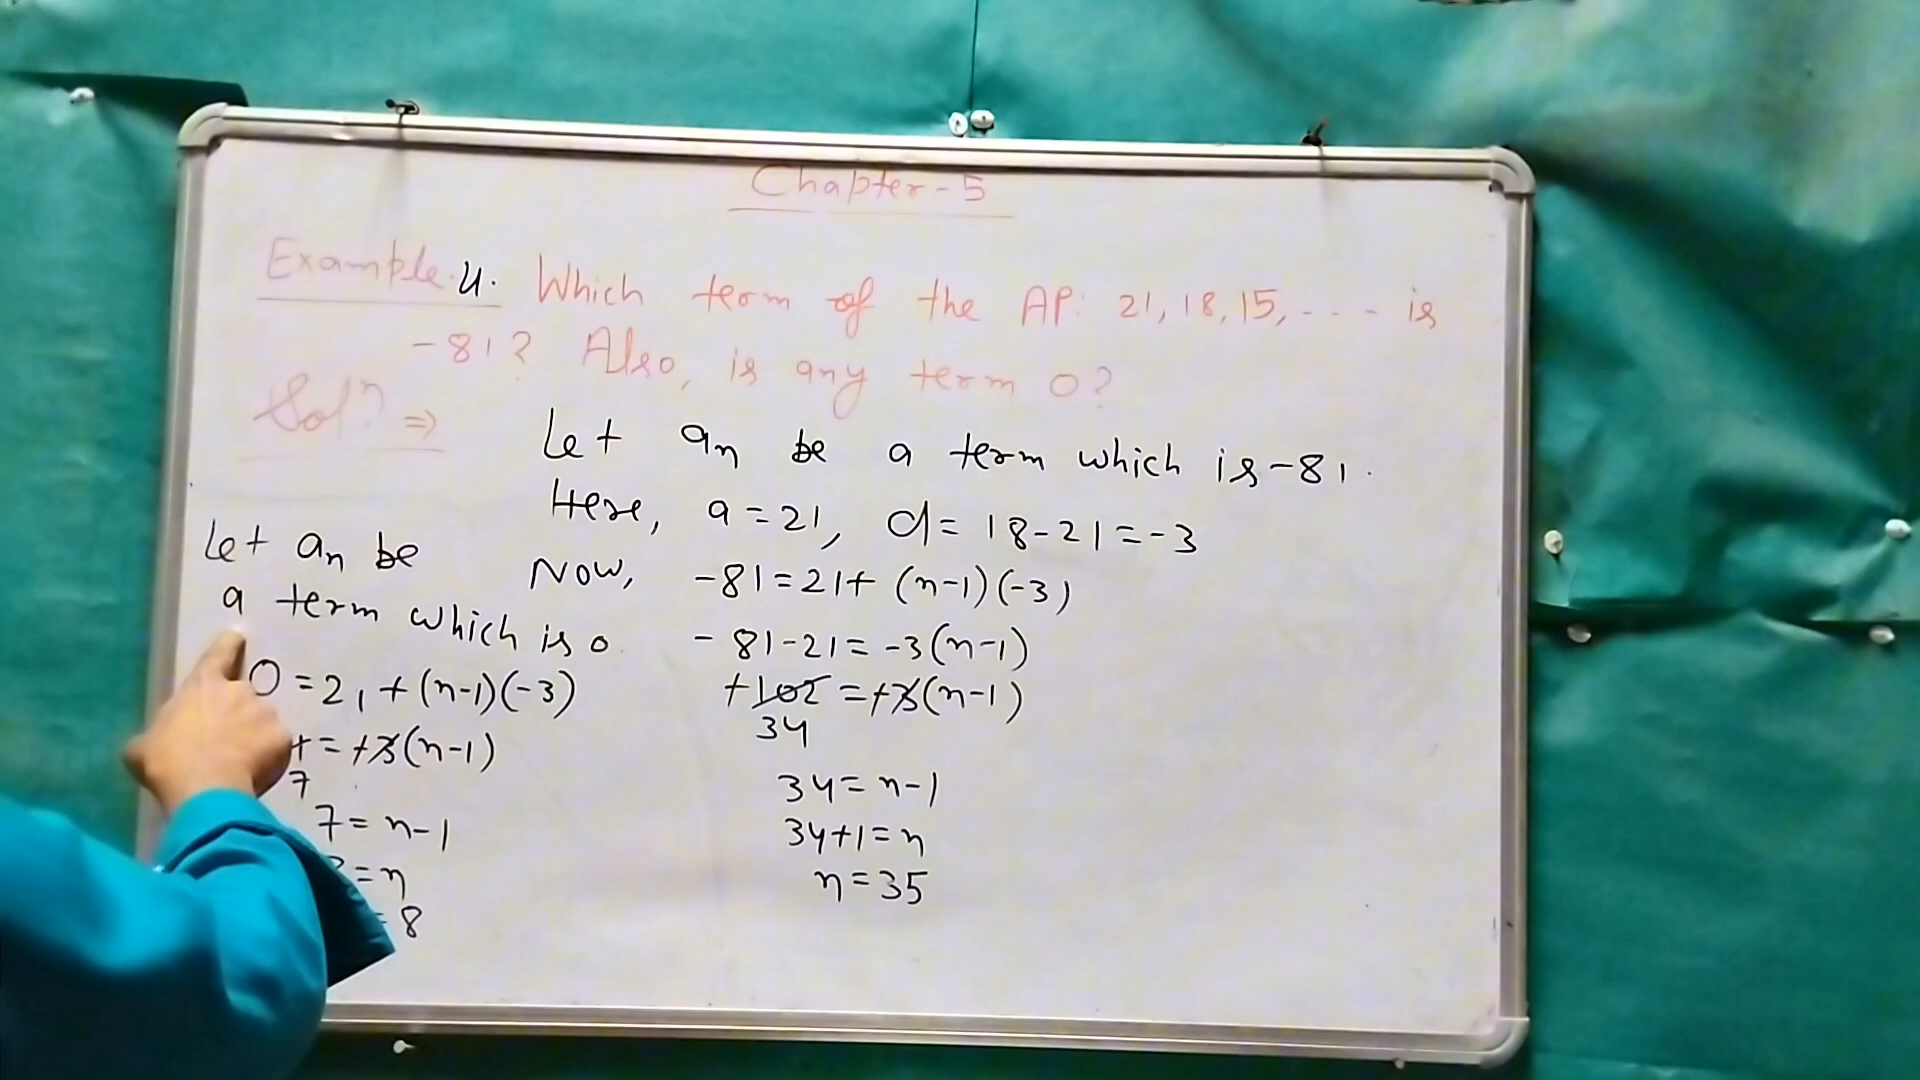 Chapter-5
Example.4. Which term of the AP: 21, 18, 15, ---- is
-81? Also, is any term 0?
Solⁿ. ⇒
Let an be a term which is -81.
Here, a=21, d= 18-21=-3
Now, -81=21+ (n-1)(-3)
-81-21=-3(n-1)
+102=+3(n-1)
34
34=n-1
34+1=n
n=35
Let an be
a term which is 0.
0=21+(n-1)(-3)
=+3(n-1)
7
7=n-1
=n
=8